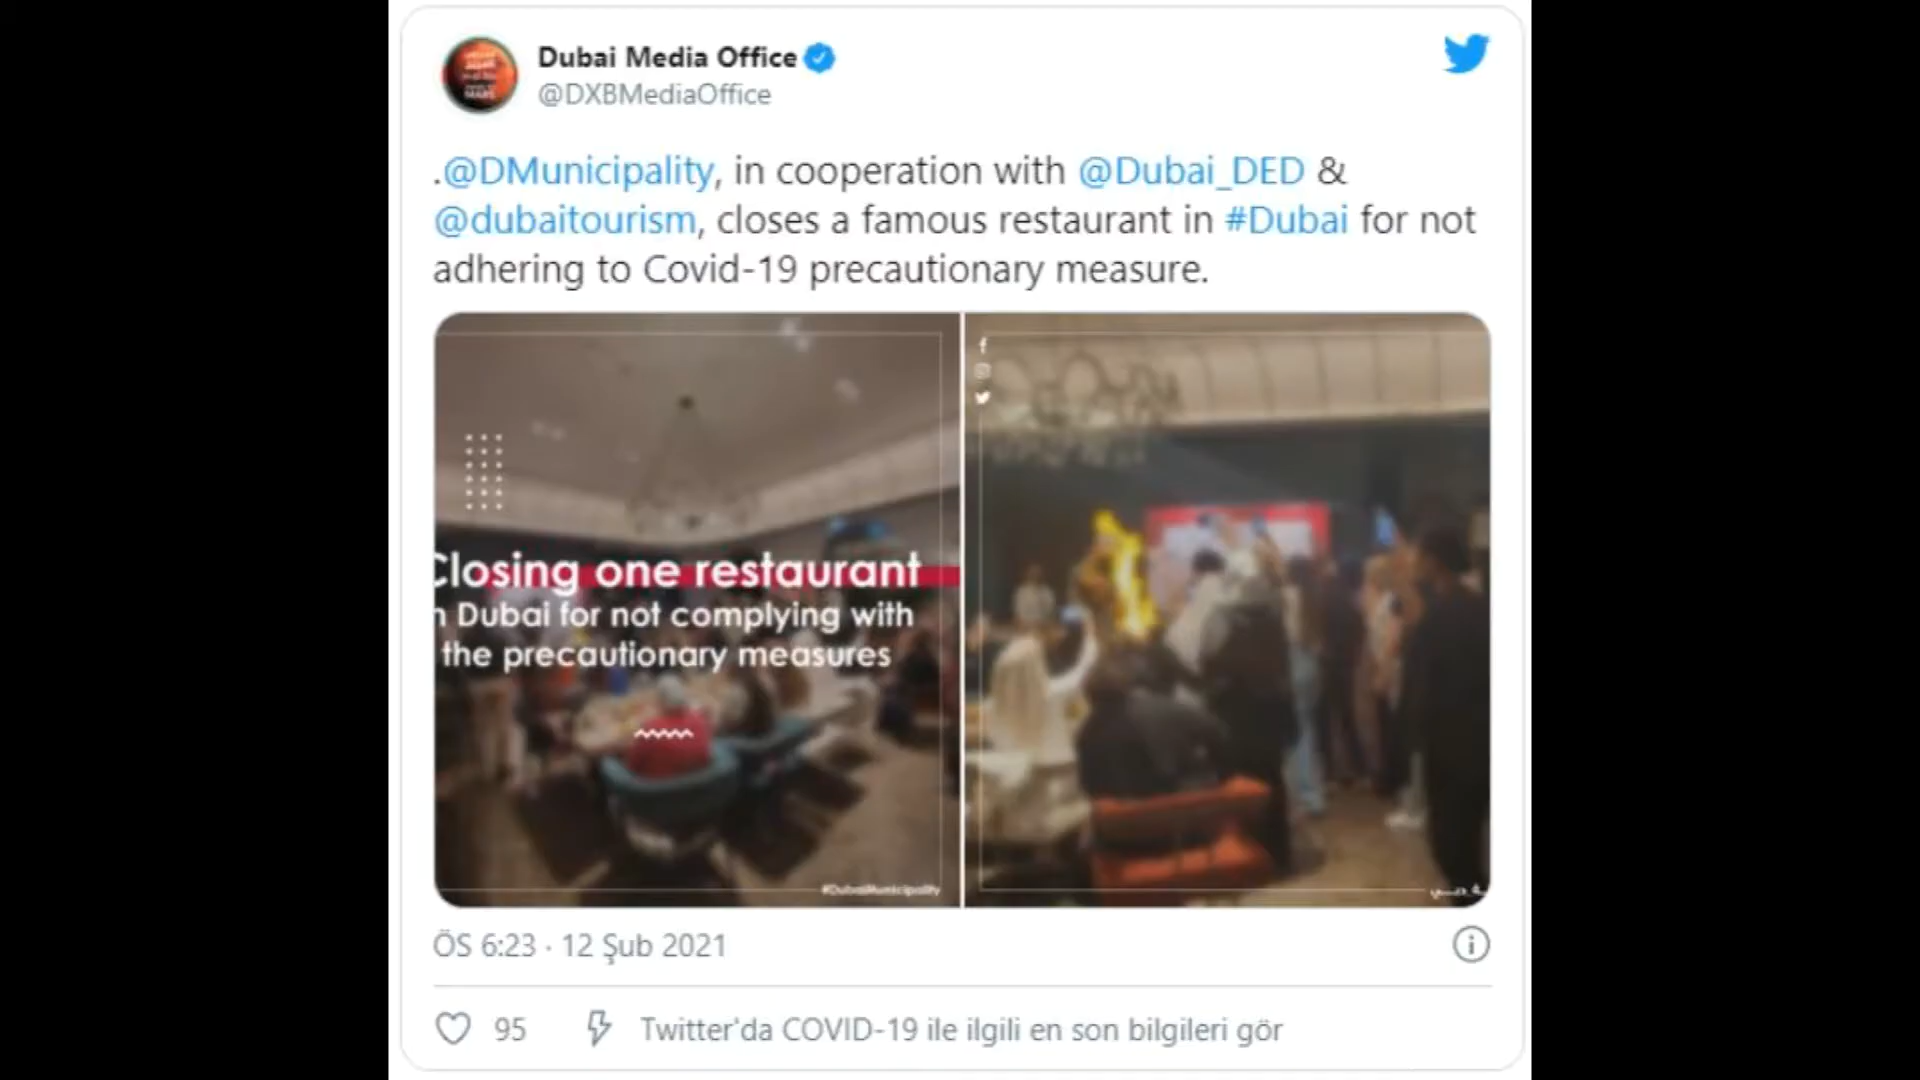 Dubai Media Office
@DXBMediaOffice
.@DMunicipality, in cooperation with @Dubai_DED &
@dubaitourism, closes a famous restaurant in #Dubai for not
adhering to Covid-19 precautionary measure.
Closing one restaurant
n Dubai for not complying with
the precautionary measures
#DubaiMunicipality
ÖS 6:23 · 12 Şub 2021
95
Twitter'da COVID-19 ile ilgili en son bilgileri gör